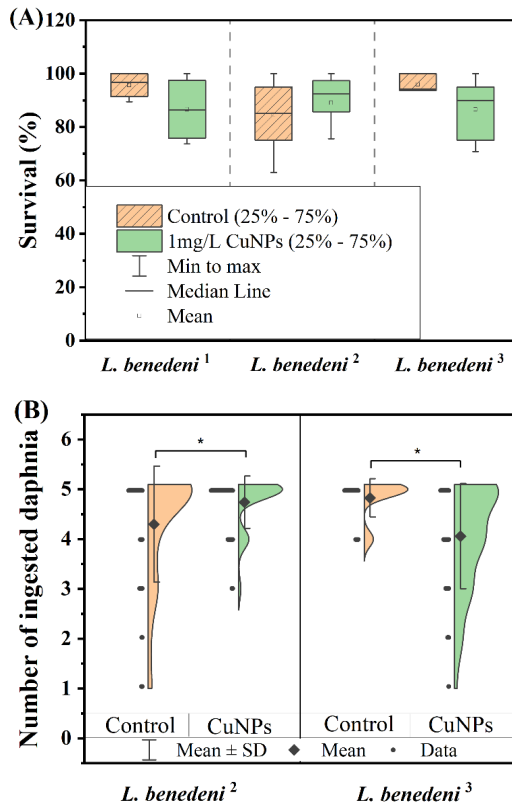 (A)
120
100
80
60
40
20
0
Survival (%)
Control (25% - 75%)
1mg/L CuNPs (25% - 75%)
Min to max
Median Line
Mean
L. benedeni 1 L. benedeni 2 L. benedeni 3
(B)
6
5
4
3
2
1
0
Number of ingested daphnia
* *
Control CuNPs Control CuNPs
Mean ± SD Mean Data
L. benedeni 2 L. benedeni 3